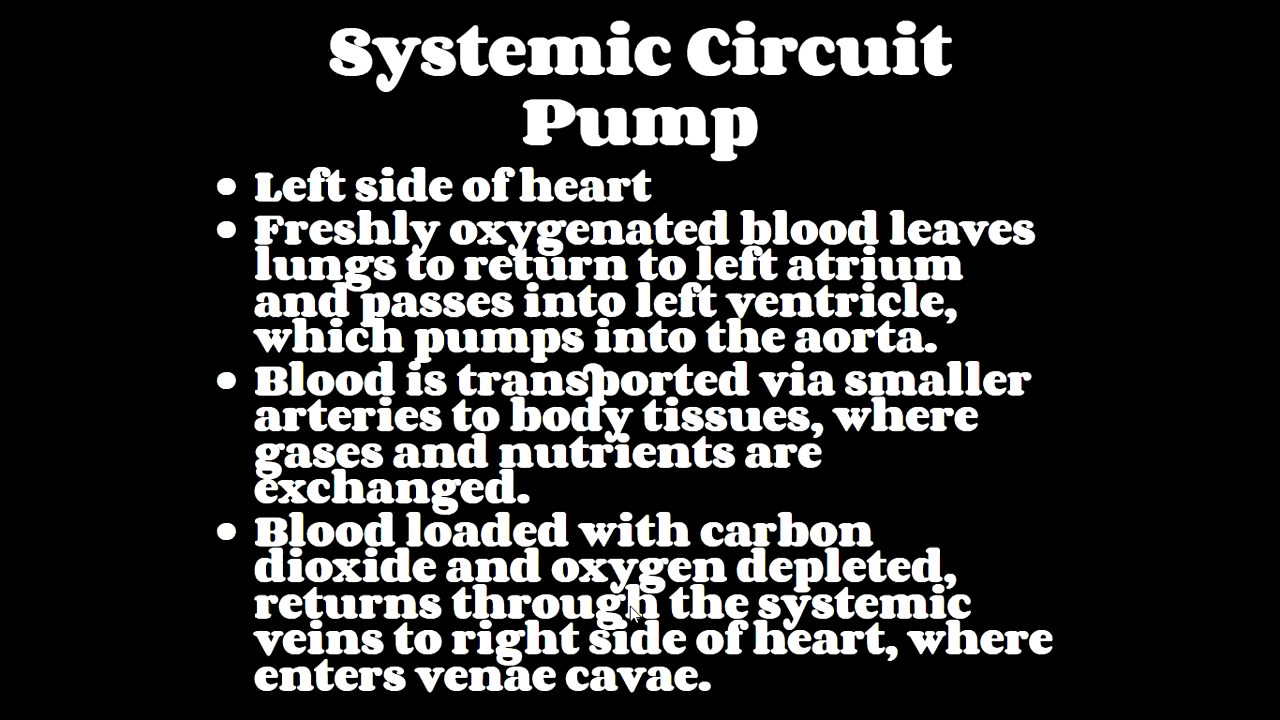 Systemic Circuit
Pump
• Left side of heart
• Freshly oxygenated blood leaves
lungs to return to left atrium
and passes into left ventricle,
which pumps into the aorta.
• Blood is transported via smaller
arteries to body tissues, where
gases and nutrients are
exchanged.
• Blood loaded with carbon
dioxide and oxygen depleted,
returns through the systemic
veins to right side of heart, where
enters venae cavae.